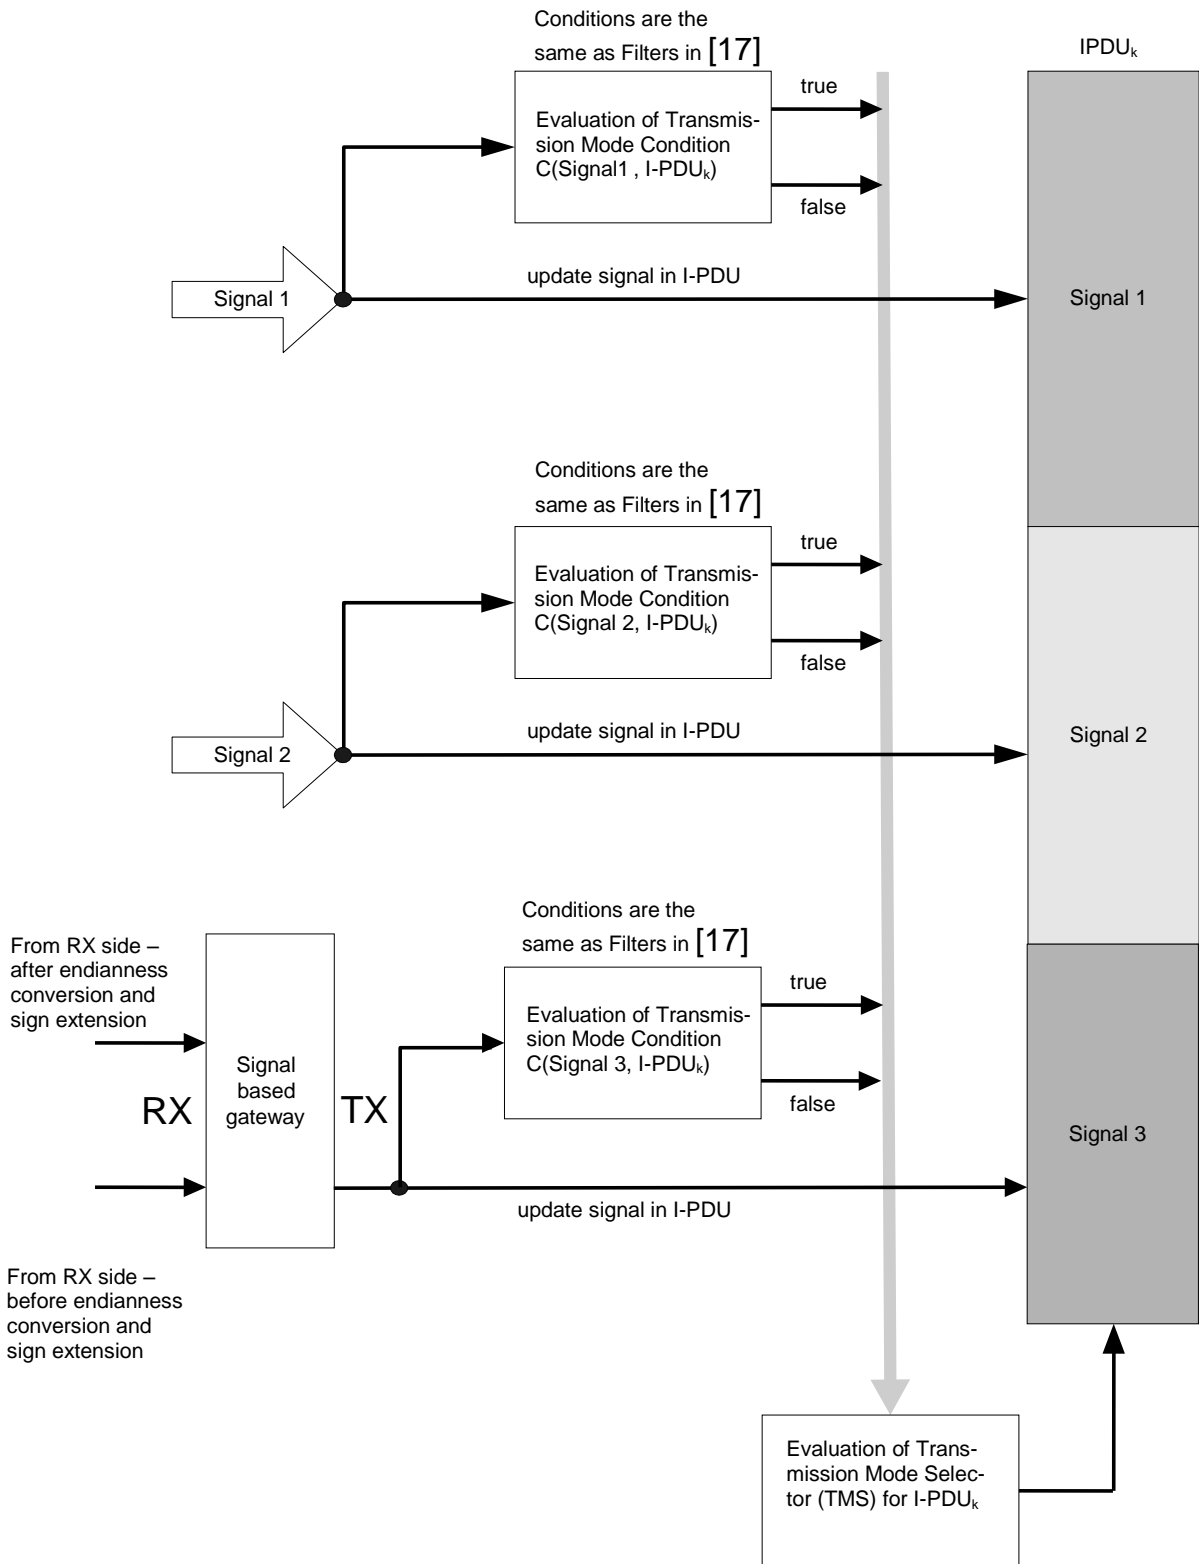 Conditions are the
same as Filters in [17]
IPDUk
true
Evaluation of Transmis-
sion Mode Condition
C(Signal1 , I-PDUk)
false
update signal in I-PDU
Signal 1
Signal 1
Conditions are the
same as Filters in [17]
true
Evaluation of Transmis-
sion Mode Condition
C(Signal 2, I-PDUk)
false
update signal in I-PDU
Signal 2
Signal 2
Conditions are the
same as Filters in [17]
From RX side –
after endianness
conversion and
sign extension
true
Evaluation of Transmis-
sion Mode Condition
C(Signal 3, I-PDUk)
false
Signal
based
gateway
RX
TX
Signal 3
update signal in I-PDU
From RX side –
before endianness
conversion and
sign extension
Evaluation of Trans-
mission Mode Selec-
tor (TMS) for I-PDUk